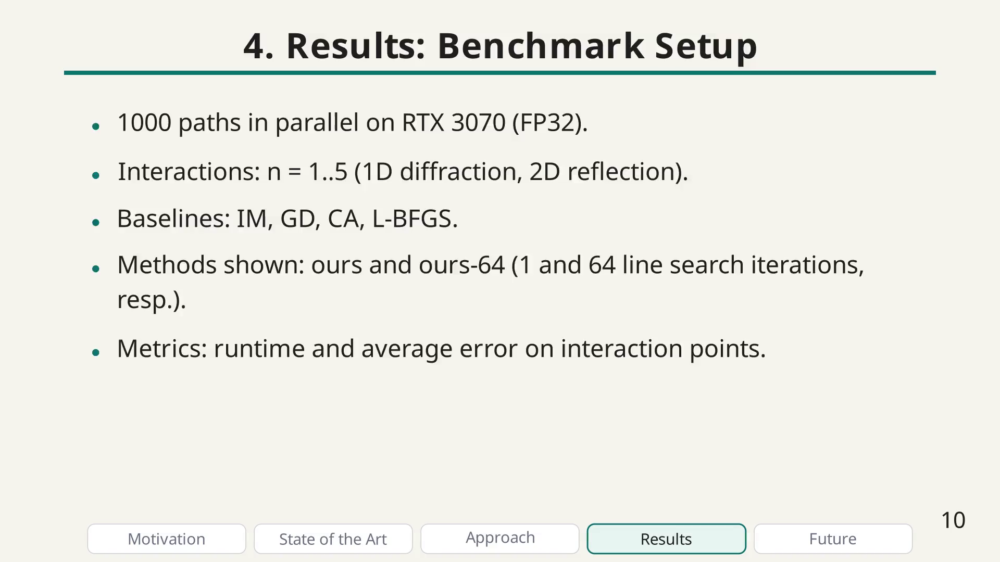 4. Results: Benchmark Setup
• 1000 paths in parallel on RTX 3070 (FP32).
• Interactions: n = 1..5 (1D diffraction, 2D reflection).
• Baselines: IM, GD, CA, L-BFGS.
• Methods shown: ours and ours-64 (1 and 64 line search iterations,
resp.).
• Metrics: runtime and average error on interaction points.
10
Motivation
State of the Art
Approach
Results
Future